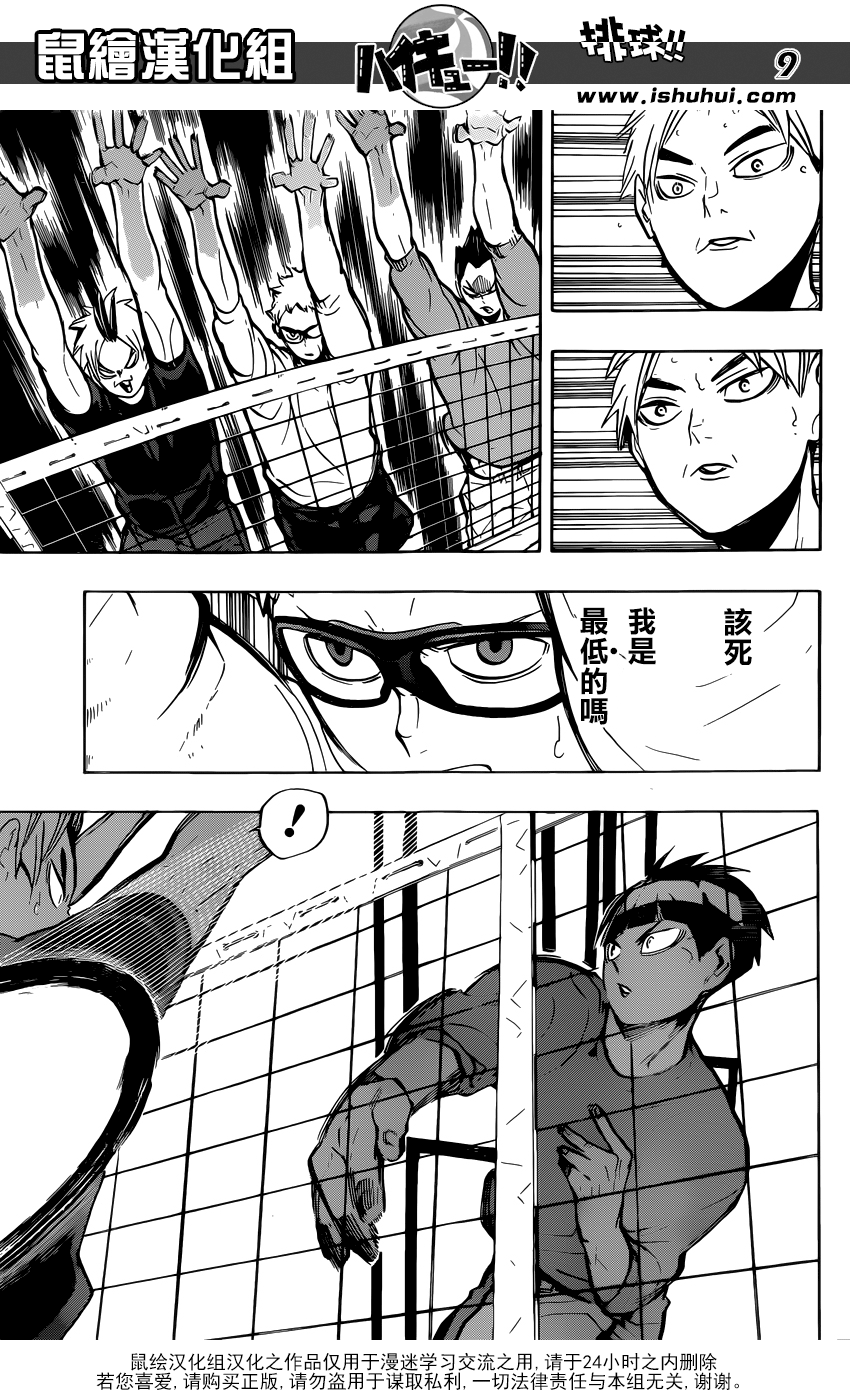 鼠繪漢化組
ハイキュー!!
排球!!
9
www.ishuhui.com
該死
我是
最低的嗎
!
鼠绘汉化组汉化之作品仅用于漫迷学习交流之用,请于24小时之内删除
若您喜爱,请购买正版,请勿盗用于谋取私利,一切法律责任与本组无关,谢谢。